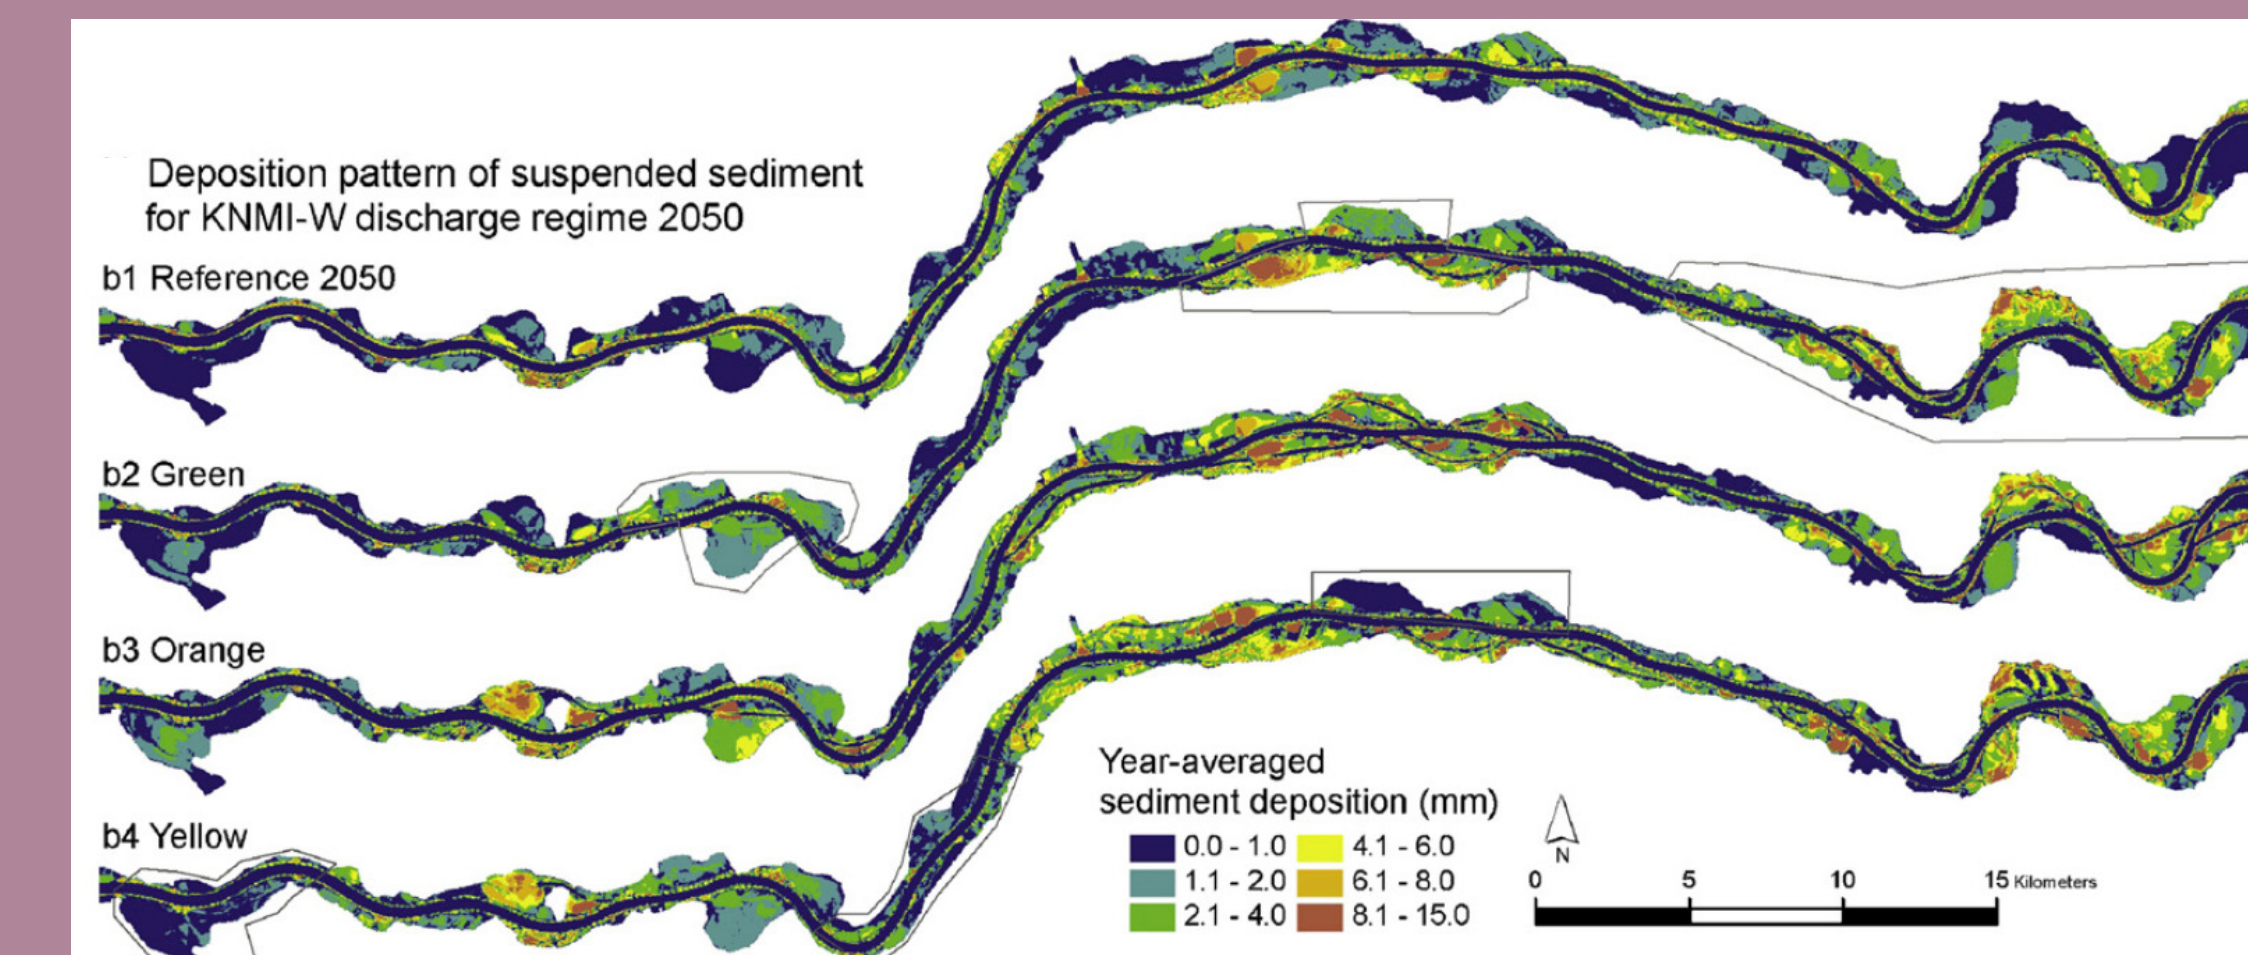 Deposition pattern of suspended sediment
for KNMI-W discharge regime 2050
b1 Reference 2050
b2 Green
b3 Orange
b4 Yellow
Year-averaged
sediment deposition (mm)
0.0 - 1.0 4.1 - 6.0
1.1 - 2.0 6.1 - 8.0
2.1 - 4.0 8.1 - 15.0
N
0 5 10 15 Kilometers